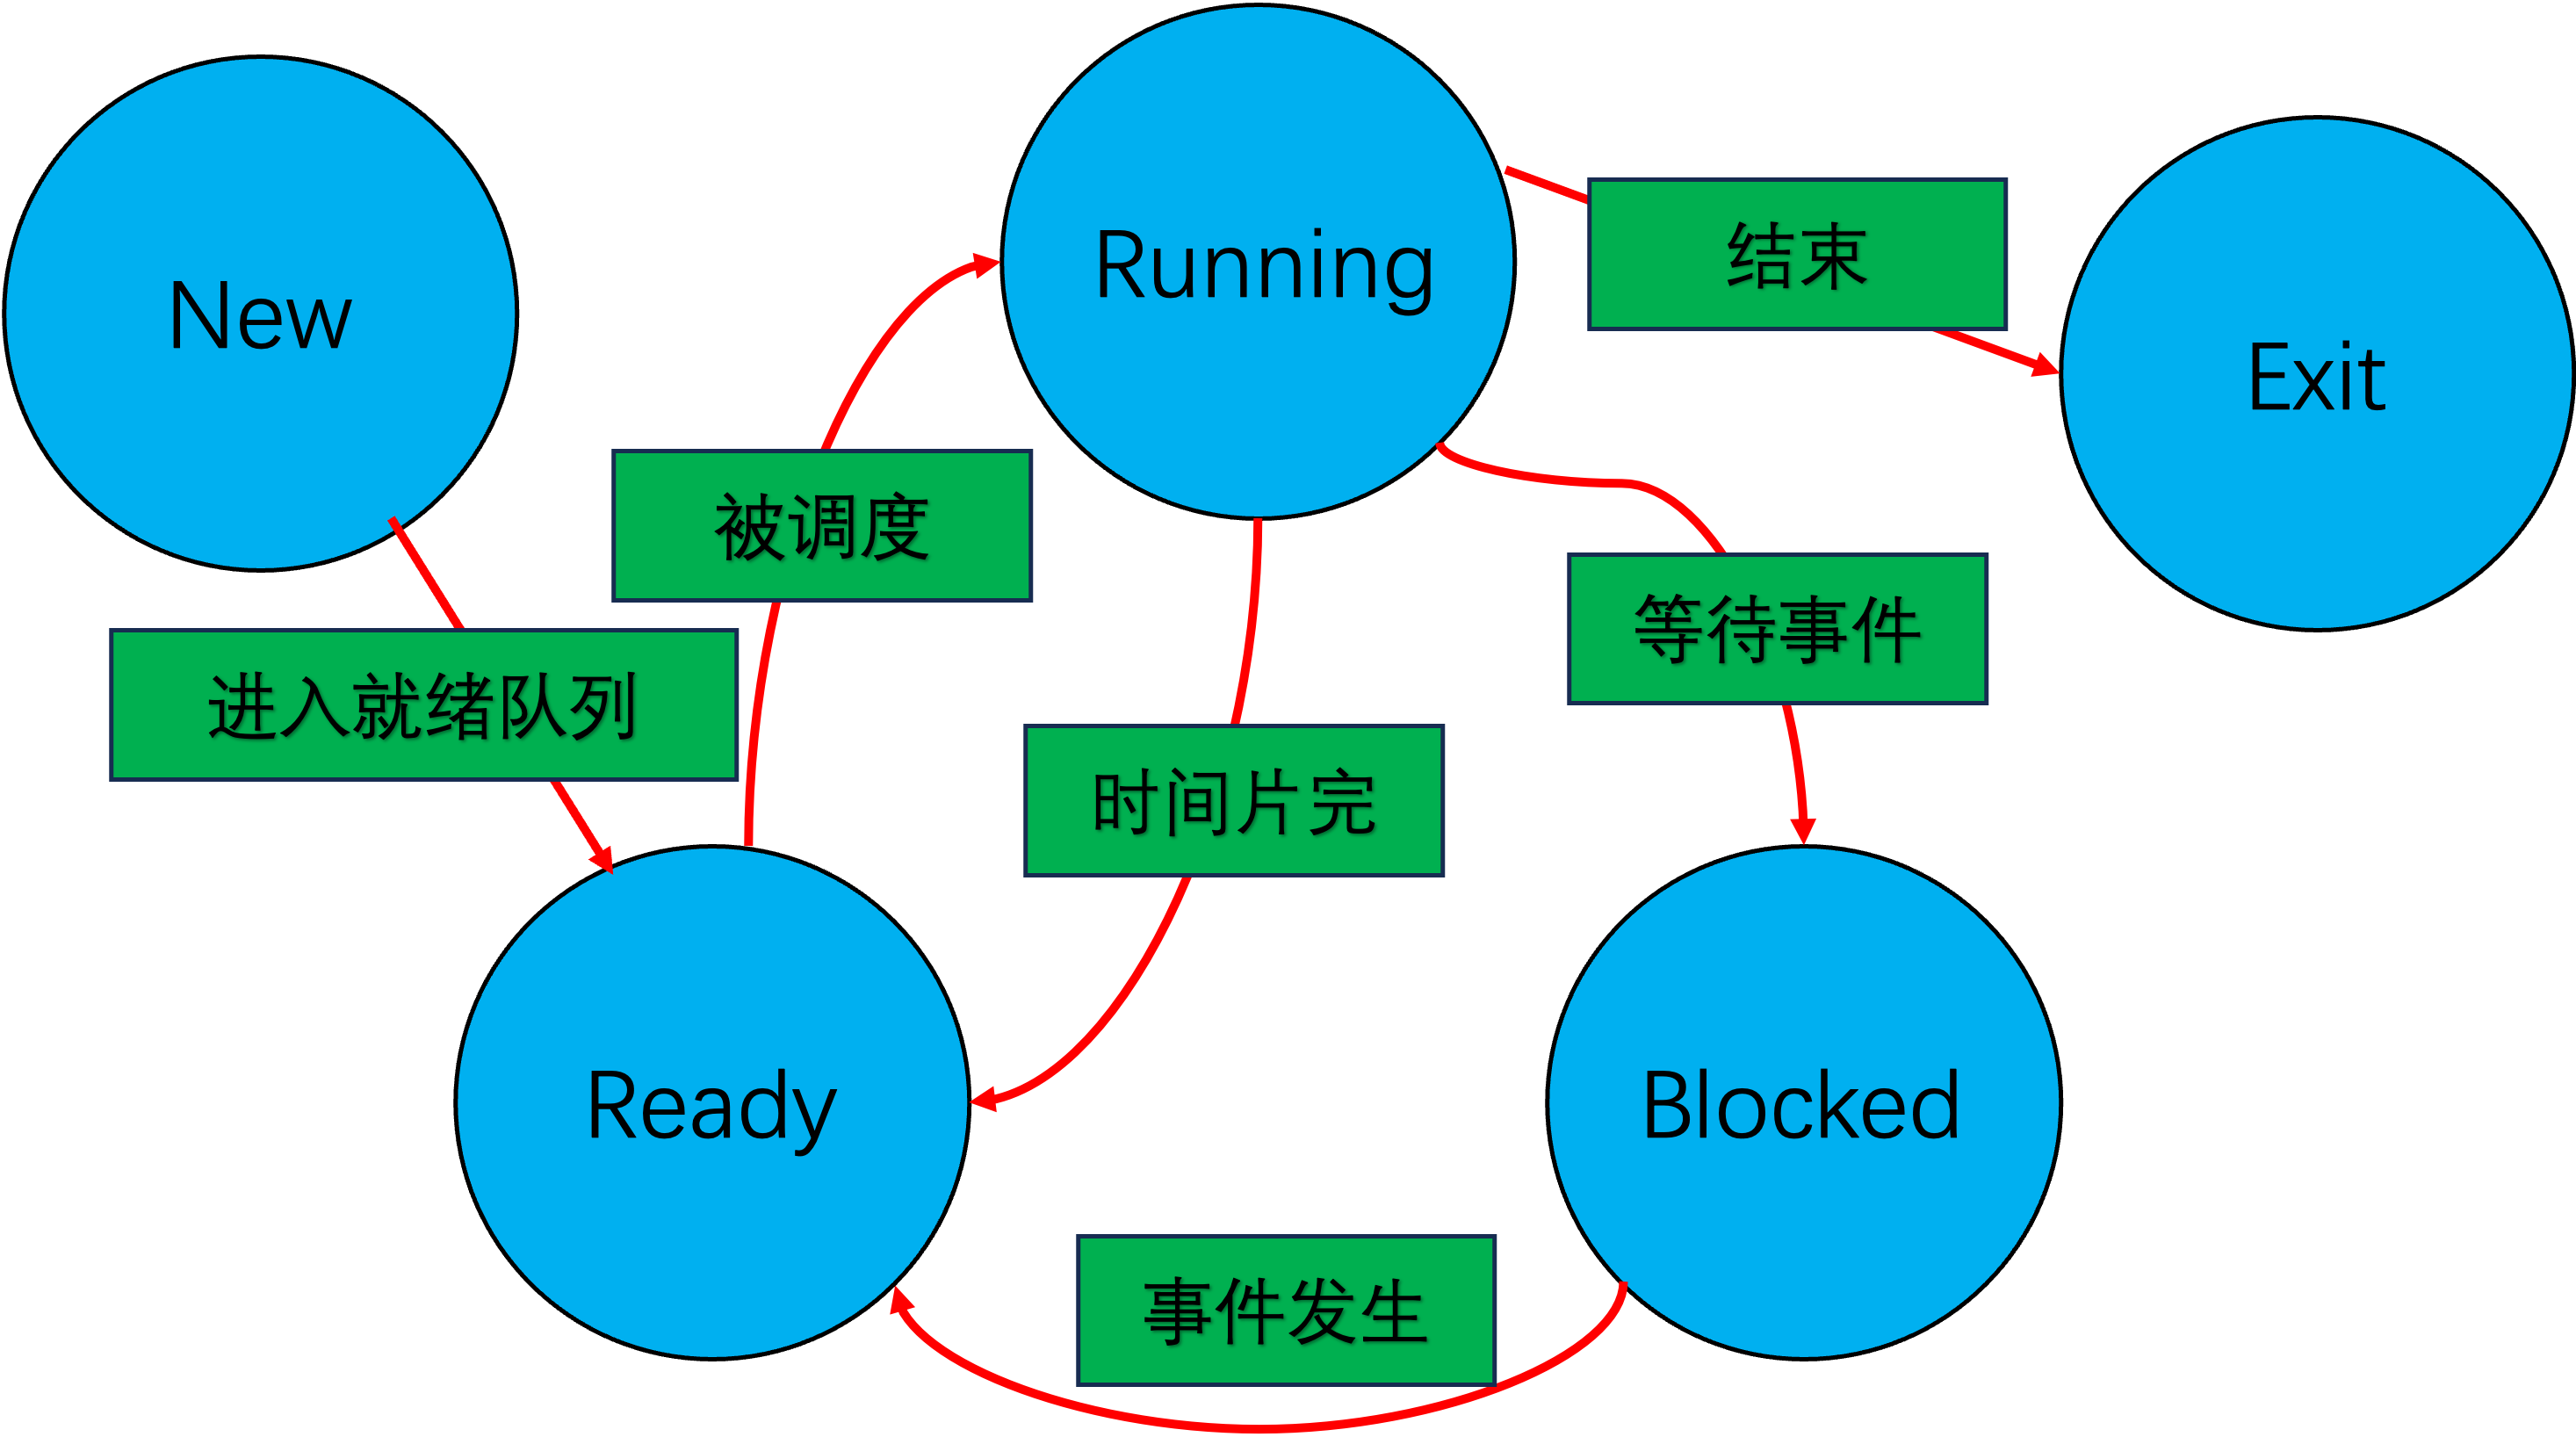 New
Running
Exit
结束
被调度
等待事件
进入就绪队列
时间片完
Ready
Blocked
事件发生